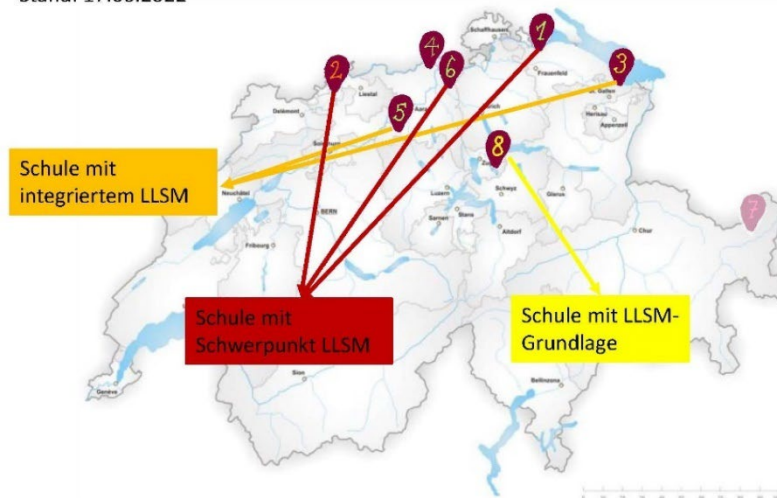 Schaffhausen
1
4
2
6
3
Frauenfeld
Liestal
St. Gallen
Aarau
Herisau
Delémont
5
Appenzell
8
Schule mit
integriertem LLSM
Neuchâtel
Luzern
Schwyz
Glarus
BERN
Stans
Sarnen
7
Altdorf
Chur
Fribourg
Schule mit
Schwerpunkt LLSM
Schule mit LLSM-
Grundlage
Sion
Bellinzona
Genève